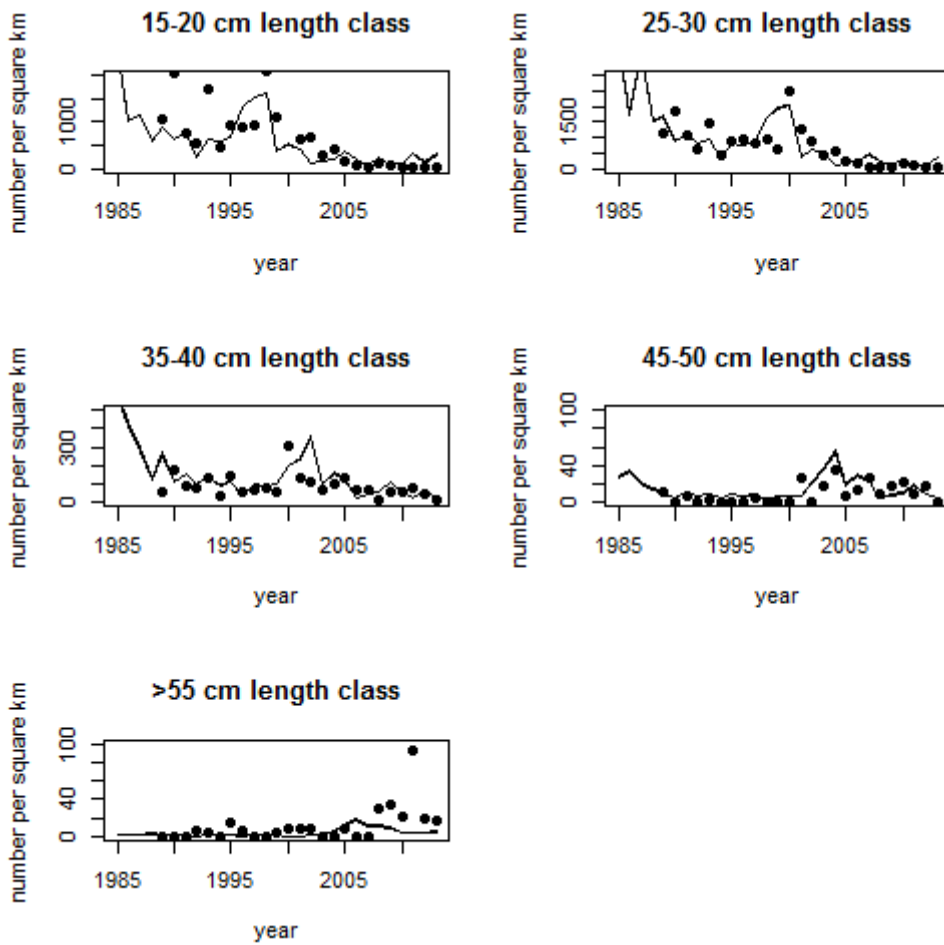 15-20 cm length class
number per square km
0 1000
1985 1995 2005
year
25-30 cm length class
number per square km
0 1500
1985 1995 2005
year
35-40 cm length class
number per square km
0 300
1985 1995 2005
year
45-50 cm length class
number per square km
0 40 100
1985 1995 2005
year
>55 cm length class
number per square km
0 40 100
1985 1995 2005
year